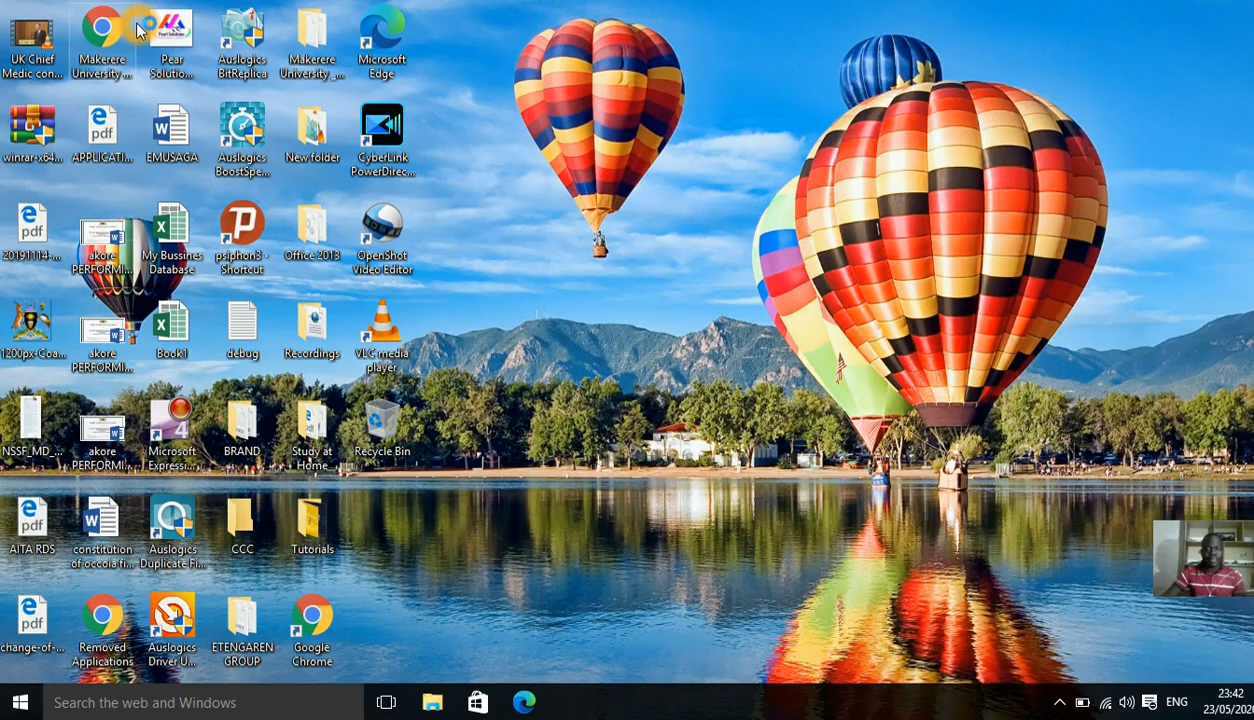 UK Chief
Medic con...
Makerere
University ...
Pear
Solutio...
Auslogics
BitReplica
Makerere
University_...
Microsoft
Edge
winrar-x64...
APPLICATI...
EMUSAGA
Auslogics
BoostSpe...
New folder
CyberLink
PowerDirec...
20191114-...
akore
PERFORMI...
My Bussines
Database
psiphon3 -
Shortcut
Office 2013
OpenShot
Video Editor
1200px-Coa...
akore
PERFORMI...
Book1
debug
Recordings
VLC media
player
NSSF_MD_...
akore
PERFORMI...
Microsoft
Expressi...
BRAND
Study at
Home
Recycle Bin
AITA RDS
constitution
of occoia fi...
Auslogics
Duplicate Fi...
CCC
Tutorials
change-of-...
Removed
Applications
Auslogics
Driver U...
ETENGAREN
GROUP
Google
Chrome
Search the web and Windows
ENG
23:42